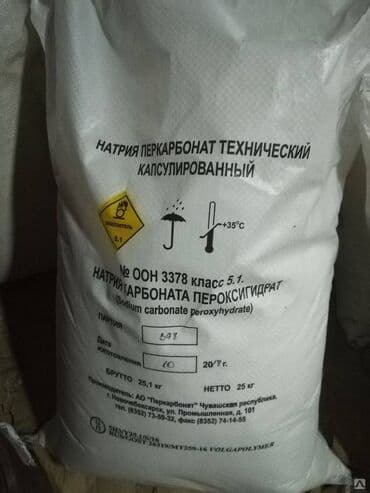 НАТРИЯ ПЕРКАРБОНАТ ТЕХНИЧЕСКИЙ
КАПСУЛИРОВАННЫЙ
5.1
+35°C
№ ООН 3378 класс 5.1.
НАТРИЯ КАРБОНАТА ПЕРОКСИГИДРАТ
(Sodium carbonate peroxyhydrate)
ПАРТИЯ
Дата
изготовления 20 г.
БРУТТО 25,1 кг НЕТТО 25 кг
Производитель: АО "Перкарбонат" Чувашская республика,
г. Новочебоксарск, ул. Промышленная, д. 101
тел. (8352) 73-59-32, факс (8352) 74-14-55
VOLGAPOLYMER